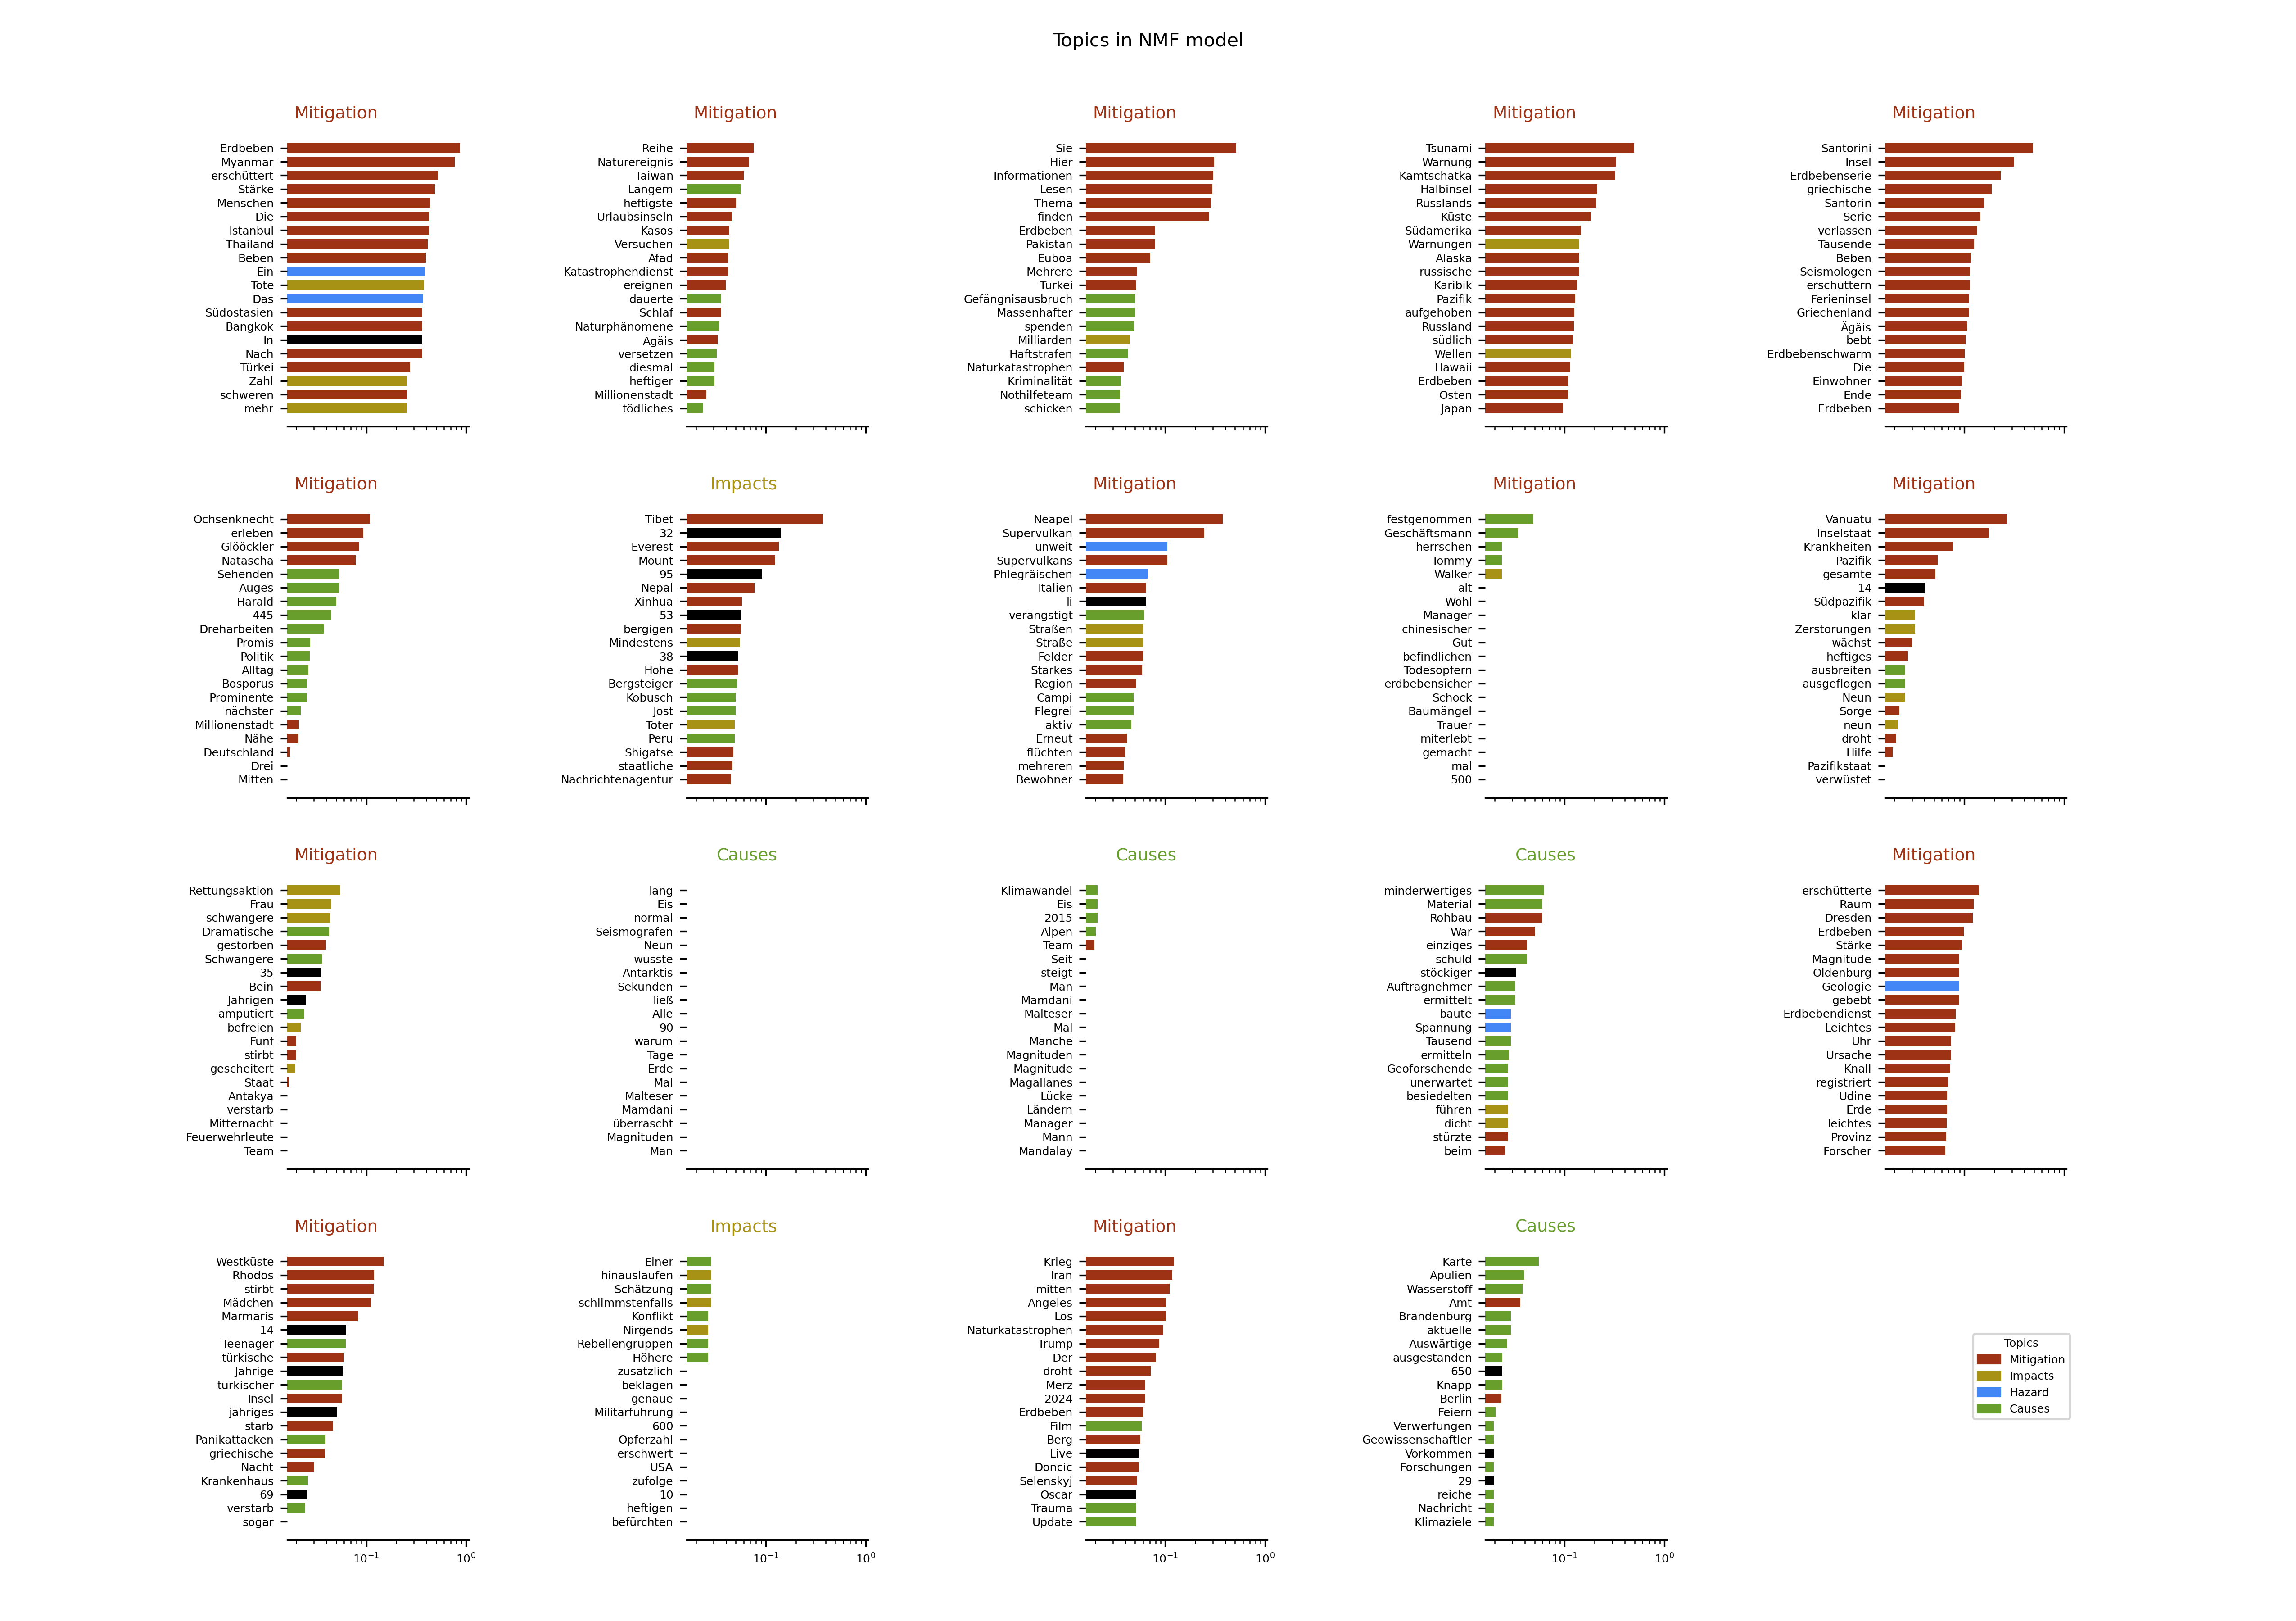 Topics in NMF model
Mitigation
Erdbeben
Myanmar
erschüttert
Stärke
Menschen
Die
Istanbul
Thailand
Beben
Ein
Tote
Das
Südostasien
Bangkok
In
Nach
Türkei
Zahl
schweren
mehr
Mitigation
Reihe
Naturereignis
Taiwan
Langem
heftigste
Urlaubsinseln
Kasos
Versuchen
Afad
Katastrophendienst
ereignen
dauerte
Schlaf
Naturphänomene
Ägäis
versetzen
diesmal
heftiger
Millionenstadt
tödliches
Mitigation
Sie
Hier
Informationen
Lesen
Thema
finden
Erdbeben
Pakistan
Euböa
Mehrere
Türkei
Gefängnisausbruch
Massenhafter
spenden
Milliarden
Haftstrafen
Naturkatastrophen
Kriminalität
Nothilfeteam
schicken
Mitigation
Tsunami
Warnung
Kamtschatka
Halbinsel
Russlands
Küste
Südamerika
Warnungen
Alaska
russische
Karibik
Pazifik
aufgehoben
Russland
südlich
Wellen
Hawaii
Erdbeben
Osten
Japan
Mitigation
Santorini
Insel
Erdbebenserie
griechische
Santorin
Serie
verlassen
Tausende
Beben
Seismologen
erschüttern
Ferieninsel
Griechenland
Ägäis
bebt
Erdbebenschwarm
Die
Einwohner
Ende
Erdbeben
Mitigation
Ochsenknecht
erleben
Glööckler
Natascha
Sehenden
Auges
Harald
445
Dreharbeiten
Promis
Politik
Alltag
Bosporus
Prominente
nächster
Millionenstadt
Nähe
Deutschland
Drei
Mitten
Impacts
Tibet
32
Everest
Mount
95
Nepal
Xinhua
53
bergigen
Mindestens
38
Höhe
Bergsteiger
Kobusch
Jost
Toter
Peru
Shigatse
staatliche
Nachrichtenagentur
Mitigation
Neapel
Supervulkan
unweit
Supervulkans
Phlegräischen
Italien
li
verängstigt
Straßen
Straße
Felder
Starkes
Region
Campi
Flegrei
aktiv
Erneut
flüchten
mehreren
Bewohner
Mitigation
festgenommen
Geschäftsmann
herrschen
Tommy
Walker
alt
Wohl
Manager
chinesischer
Gut
befindlichen
Todesopfern
erdbebensicher
Schock
Baumängel
Trauer
miterlebt
gemacht
mal
500
Mitigation
Vanuatu
Inselstaat
Krankheiten
Pazifik
gesamte
14
Südpazifik
klar
Zerstörungen
wächst
heftiges
ausbreiten
ausgeflogen
Neun
Sorge
neun
droht
Hilfe
Pazifikstaat
verwüstet
Mitigation
Rettungsaktion
Frau
schwangere
Dramatische
gestorben
Schwangere
35
Bein
Jährigen
amputiert
befreien
Fünf
stirbt
gescheitert
Staat
Antakya
verstarb
Mitternacht
Feuerwehrleute
Team
Causes
lang
Eis
normal
Seismografen
Neun
wusste
Antarktis
Sekunden
ließ
Alle
90
warum
Tage
Erde
Mal
Malteser
Mamdani
überrascht
Magnituden
Man
Causes
Klimawandel
Eis
2015
Alpen
Team
Seit
steigt
Man
Mamdani
Malteser
Mal
Manche
Magnituden
Magnitude
Magallanes
Lücke
Ländern
Manager
Mann
Mandalay
Causes
minderwertiges
Material
Rohbau
War
einziges
schuld
stöckiger
Auftragnehmer
ermittelt
baute
Spannung
Tausend
ermitteln
Geoforschende
unerwartet
besiedelten
führen
dicht
stürzte
beim
Mitigation
erschütterte
Raum
Dresden
Erdbeben
Stärke
Magnitude
Oldenburg
Geologie
gebebt
Erdbebendienst
Leichtes
Uhr
Ursache
Knall
registriert
Udine
Erde
leichtes
Provinz
Forscher
Mitigation
Westküste
Rhodos
stirbt
Mädchen
Marmaris
14
Teenager
türkische
Jährige
türkischer
Insel
jähriges
starb
Panikattacken
griechische
Nacht
Krankenhaus
69
verstarb
sogar
10⁻¹ 10⁰
Impacts
Einer
hinauslaufen
Schätzung
schlimmstenfalls
Konflikt
Nirgends
Rebellengruppen
Höhere
zusätzlich
beklagen
genaue
Militärführung
600
Opferzahl
erschwert
USA
zufolge
10
heftigen
befürchten
10⁻¹ 10⁰
Mitigation
Krieg
Iran
mitten
Angeles
Los
Naturkatastrophen
Trump
Der
droht
Merz
2024
Erdbeben
Film
Berg
Live
Doncic
Selenskyj
Oscar
Trauma
Update
10⁻¹ 10⁰
Causes
Karte
Apulien
Wasserstoff
Amt
Brandenburg
aktuelle
Auswärtige
ausgestanden
650
Knapp
Berlin
Feiern
Verwerfungen
Geowissenschaftler
Vorkommen
Forschungen
29
reiche
Nachricht
Klimaziele
10⁻¹ 10⁰
Topics
Mitigation
Impacts
Hazard
Causes